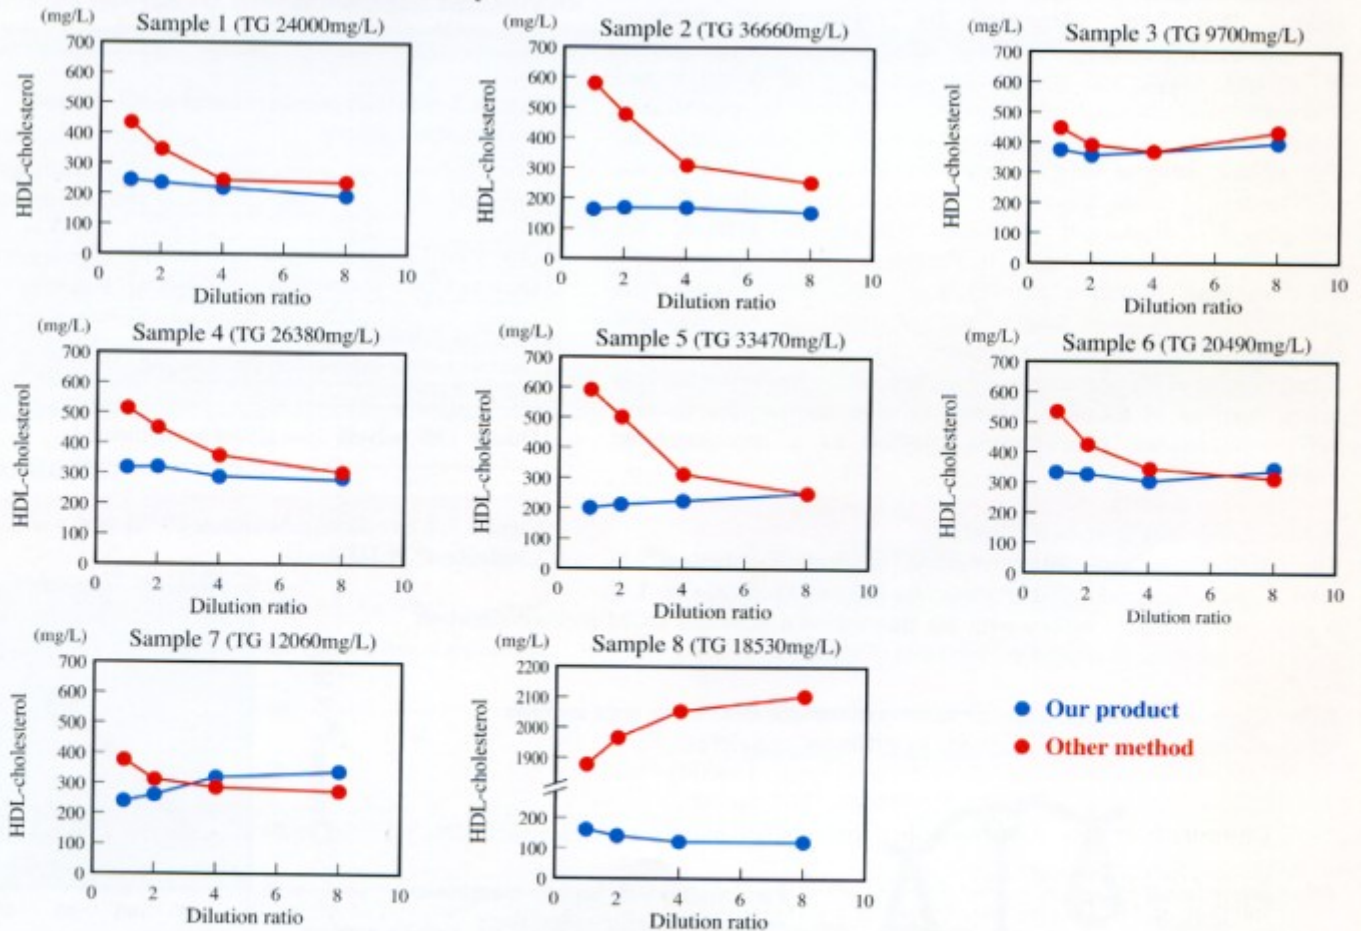 (mg/L) Sample 1 (TG 24000mg/L)
700
600
500
400
300
200
100
0
HDL-cholesterol
0 2 4 6 8 10
Dilution ratio
(mg/L) Sample 2 (TG 36660mg/L)
700
600
500
400
300
200
100
0
HDL-cholesterol
0 2 4 6 8 10
Dilution ratio
(mg/L) Sample 3 (TG 9700mg/L)
700
600
500
400
300
200
100
0
HDL-cholesterol
0 2 4 6 8 10
Dilution ratio
(mg/L) Sample 4 (TG 26380mg/L)
700
600
500
400
300
200
100
0
HDL-cholesterol
0 2 4 6 8 10
Dilution ratio
(mg/L) Sample 5 (TG 33470mg/L)
700
600
500
400
300
200
100
0
HDL-cholesterol
0 2 4 6 8 10
Dilution ratio
(mg/L) Sample 6 (TG 20490mg/L)
700
600
500
400
300
200
100
0
HDL-cholesterol
0 2 4 6 8 10
Dilution ratio
(mg/L) Sample 7 (TG 12060mg/L)
700
600
500
400
300
200
100
0
HDL-cholesterol
0 2 4 6 8 10
Dilution ratio
(mg/L) Sample 8 (TG 18530mg/L)
2200
2100
2000
1900
200
100
0
HDL-cholesterol
0 2 4 6 8 10
Dilution ratio
Our product
Other method